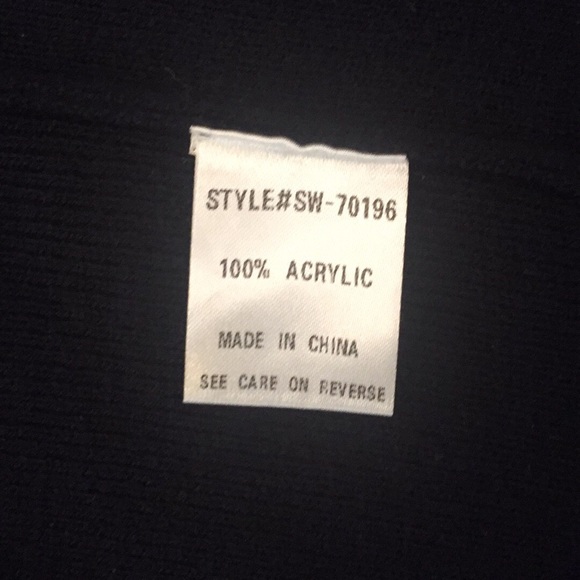 STYLE#SW-70196
100% ACRYLIC
MADE IN CHINA
SEE CARE ON REVERSE